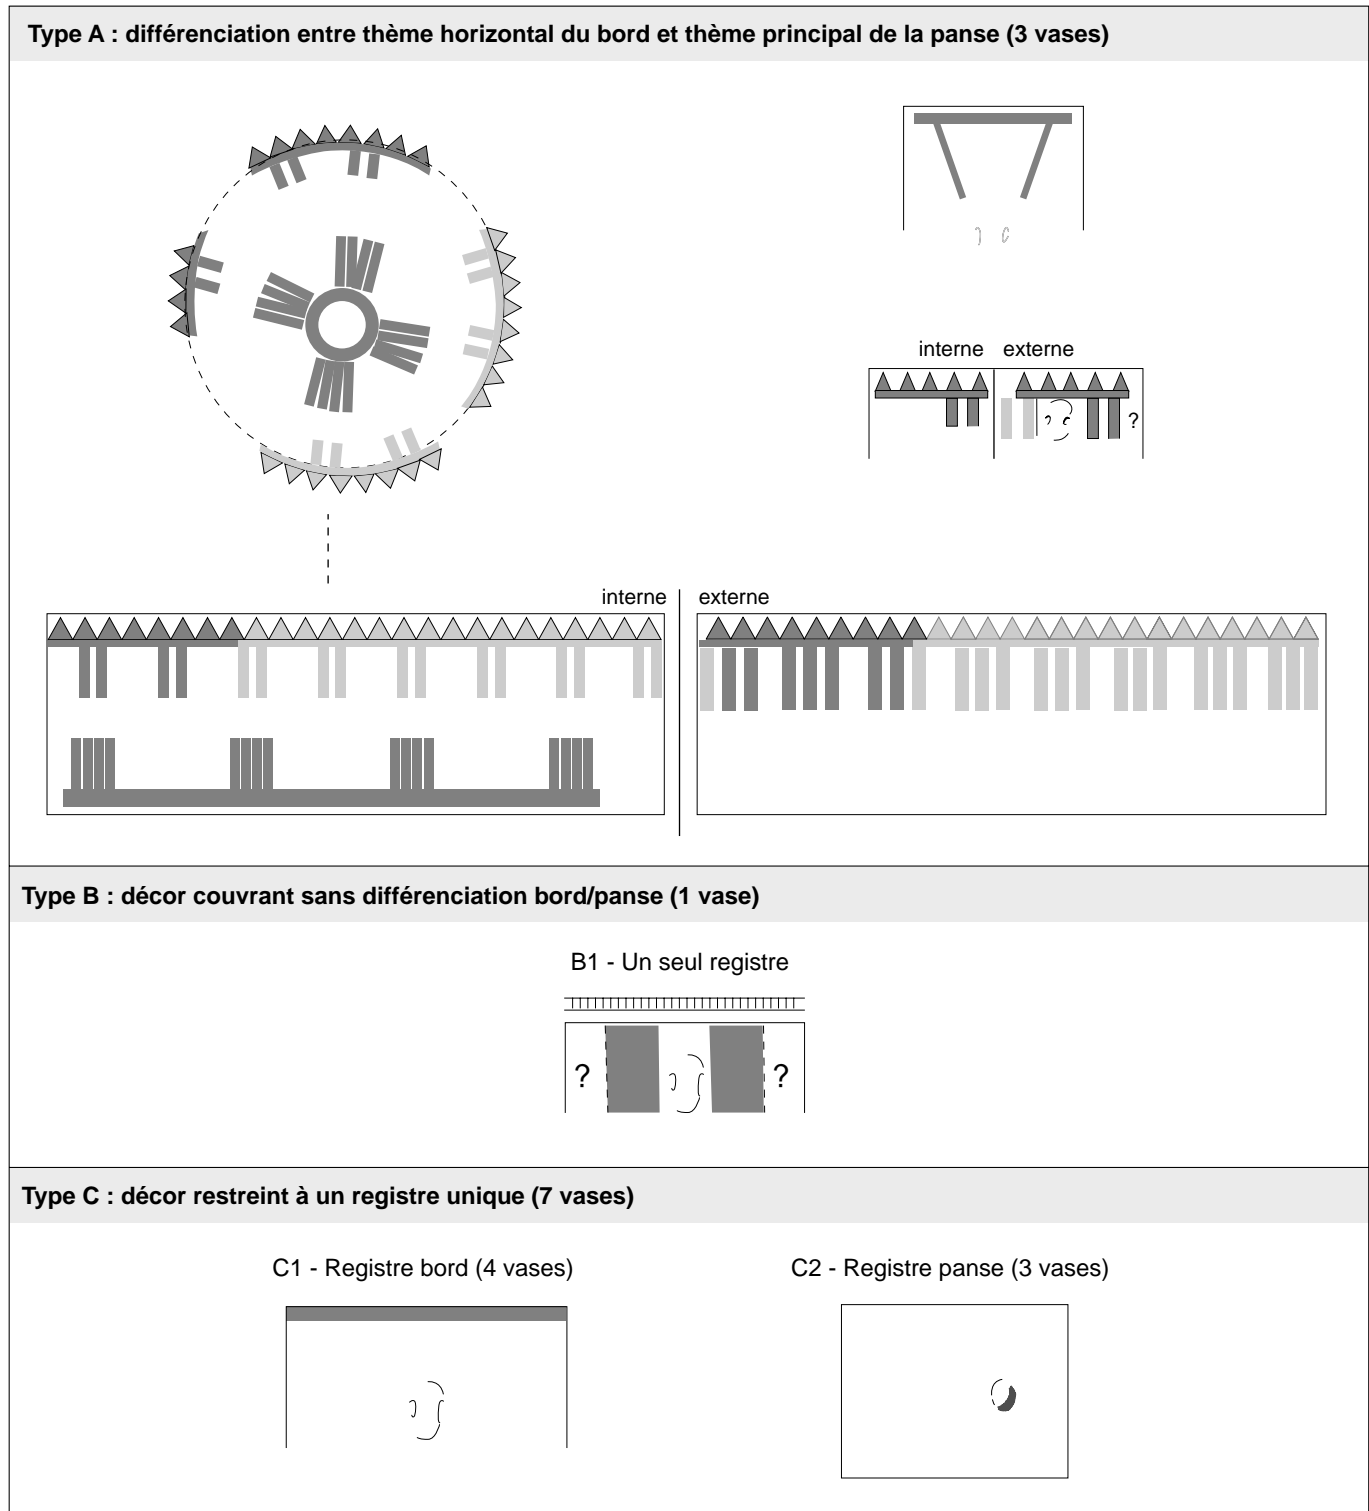 Type A : différenciation entre thème horizontal du bord et thème principal de la panse (3 vases)
interne externe
?
interne externe
Type B : décor couvrant sans différenciation bord/panse (1 vase)
B1 - Un seul registre
? ?
Type C : décor restreint à un registre unique (7 vases)
C1 - Registre bord (4 vases)
C2 - Registre panse (3 vases)